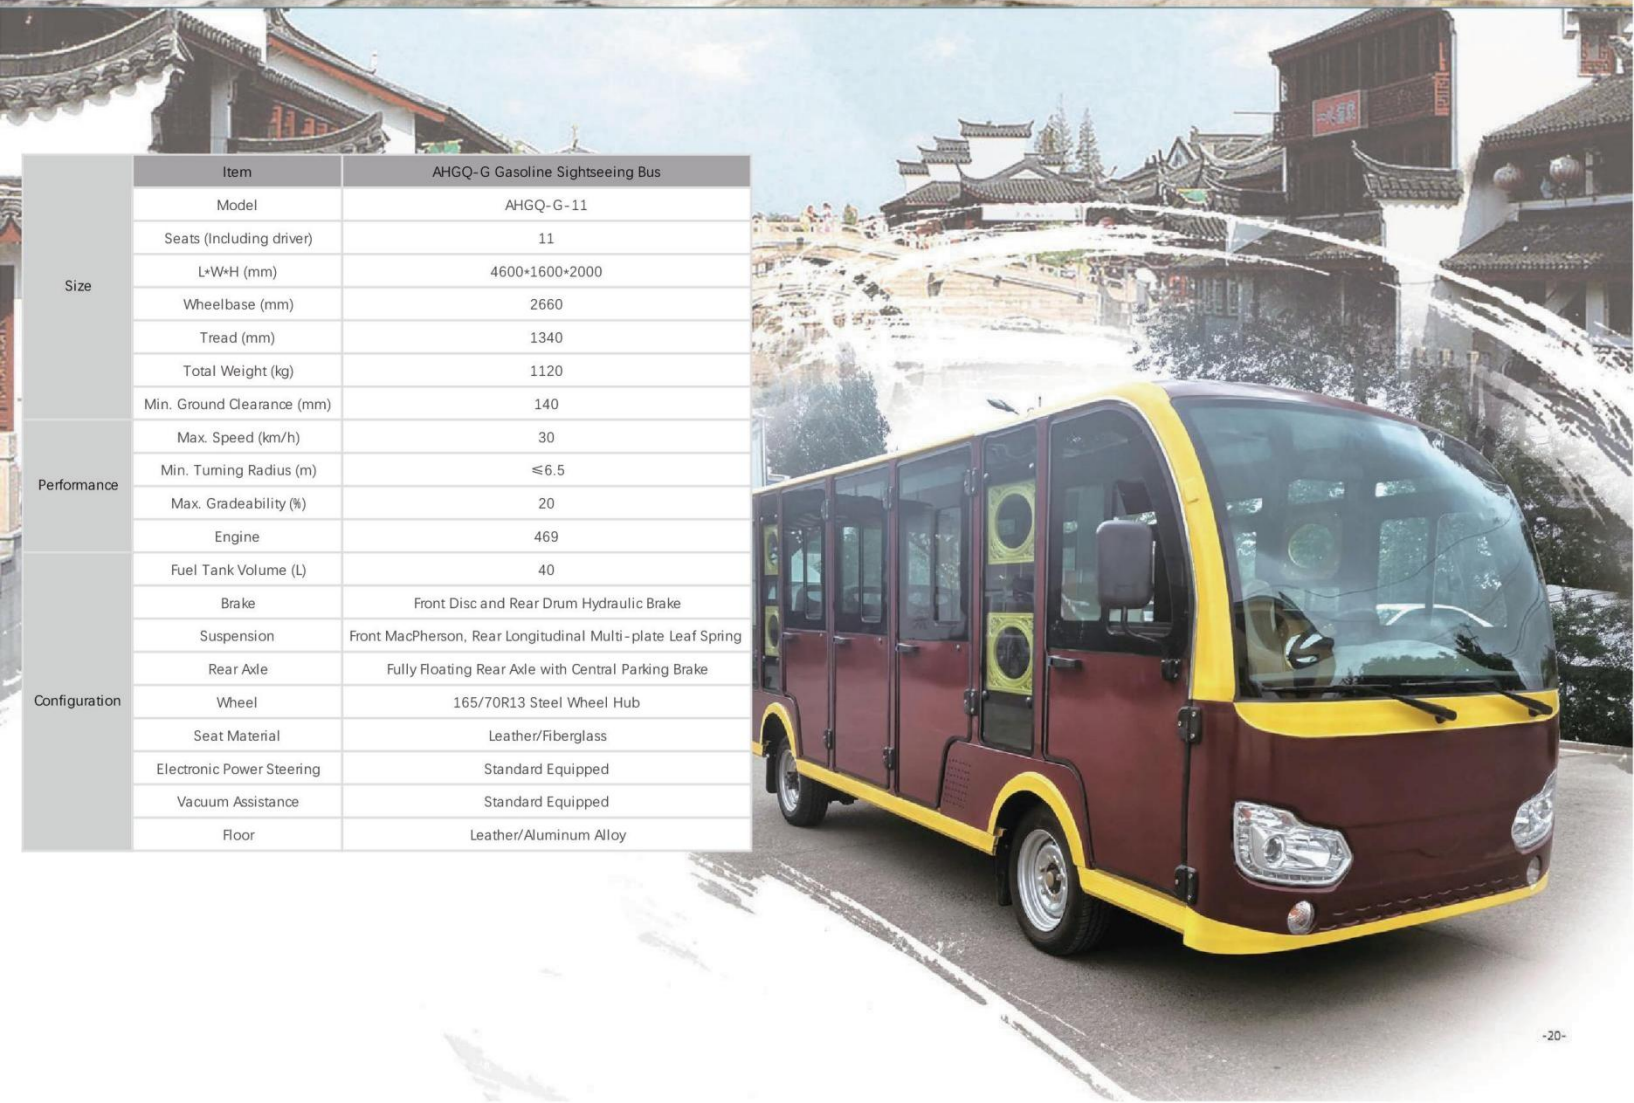 Item AHGQ-G Gasoline Sightseeing Bus
Size
Model AHGQ-G-11
Seats (Including driver) 11
L*W*H (mm) 4600*1600*2000
Wheelbase (mm) 2660
Tread (mm) 1340
Total Weight (kg) 1120
Min. Ground Clearance (mm) 140
Performance
Max. Speed (km/h) 30
Min. Turning Radius (m) ≤6.5
Max. Gradeability (%) 20
Engine 469
Configuration
Fuel Tank Volume (L) 40
Brake Front Disc and Rear Drum Hydraulic Brake
Suspension Front MacPherson, Rear Longitudinal Multi-plate Leaf Spring
Rear Axle Fully Floating Rear Axle with Central Parking Brake
Wheel 165/70R13 Steel Wheel Hub
Seat Material Leather/Fiberglass
Electronic Power Steering Standard Equipped
Vacuum Assistance Standard Equipped
Floor Leather/Aluminum Alloy
-20-